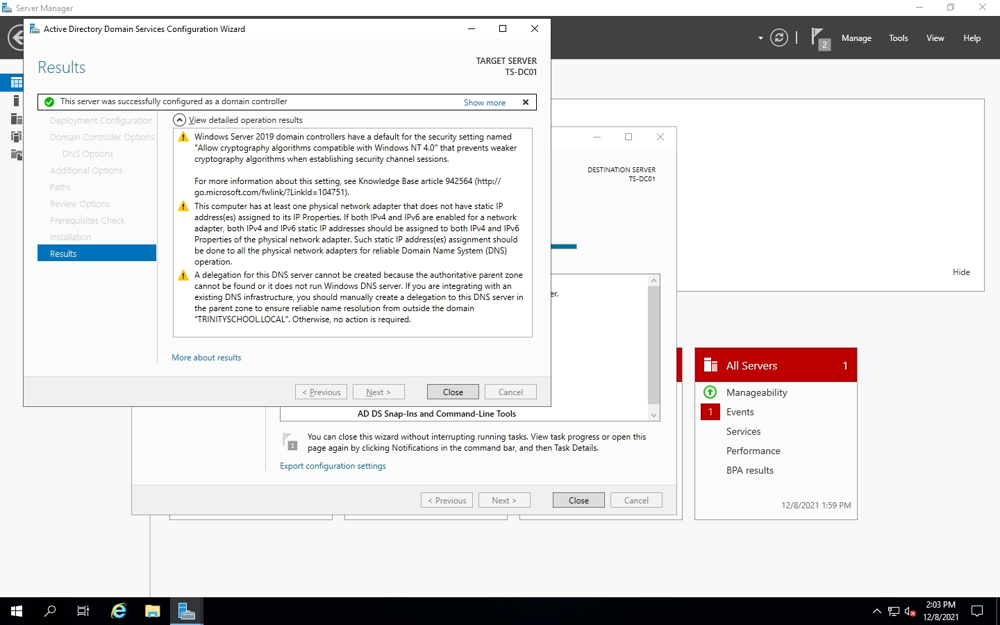 Server Manager
Active Directory Domain Services Configuration Wizard
2
Manage
Tools
View
Help
Results
TARGET SERVER
TS-DC01
This server was successfully configured as a domain controller
Show more
Deployment Configuration
Domain Controller Options
DNS Options
Additional Options
Paths
Review Options
Prerequisites Check
Installation
Results
View detailed operation results
Windows Server 2019 domain controllers have a default for the security setting named
"Allow cryptography algorithms compatible with Windows NT 4.0" that prevents weaker
cryptography algorithms when establishing security channel sessions.
For more information about this setting, see Knowledge Base article 942564 (http://
go.microsoft.com/fwlink/?LinkId=104751).
This computer has at least one physical network adapter that does not have static IP
address(es) assigned to its IP Properties. If both IPv4 and IPv6 are enabled for a network
adapter, both IPv4 and IPv6 static IP addresses should be assigned to both IPv4 and IPv6
Properties of the physical network adapter. Such static IP address(es) assignment should
be done to all the physical network adapters for reliable Domain Name System (DNS)
operation.
A delegation for this DNS server cannot be created because the authoritative parent zone
cannot be found or it does not run Windows DNS server. If you are integrating with an
existing DNS infrastructure, you should manually create a delegation to this DNS server in
the parent zone to ensure reliable name resolution from outside the domain
"TRINITYSCHOOL.LOCAL". Otherwise, no action is required.
More about results
< Previous
Next >
Close
Cancel
DESTINATION SERVER
TS-DC01
er.
Hide
AD DS Snap-Ins and Command-Line Tools
1
You can close this wizard without interrupting running tasks. View task progress or open this
page again by clicking Notifications in the command bar, and then Task Details.
Export configuration settings
< Previous
Next >
Close
Cancel
All Servers
1
Manageability
1
Events
Services
Performance
BPA results
12/8/2021 1:59 PM
2:03 PM
12/8/2021